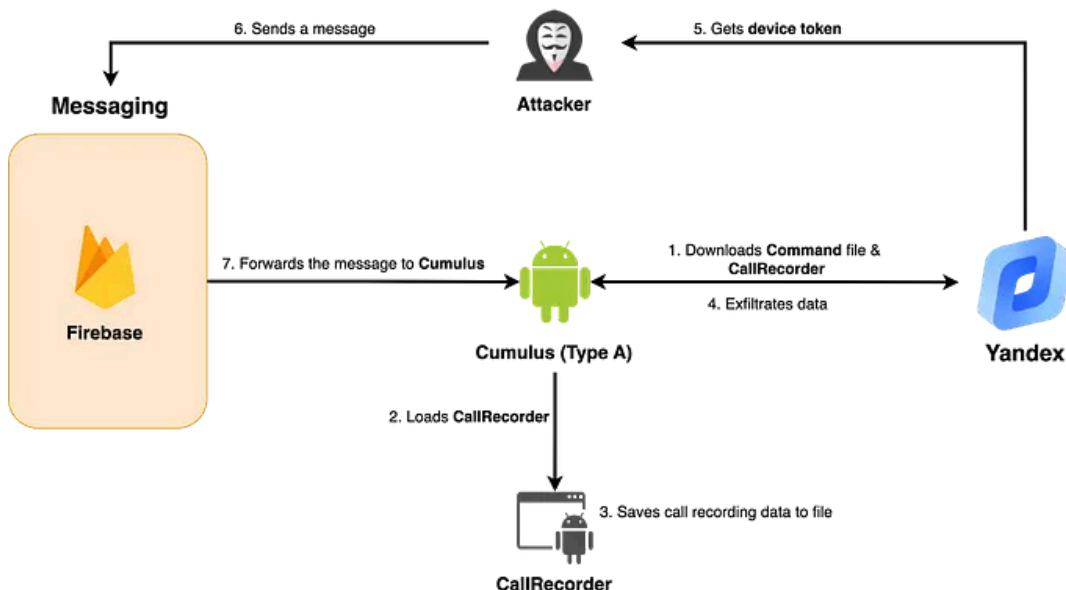 6. Sends a message
5. Gets device token
Attacker
Messaging
Firebase
7. Forwards the message to Cumulus
1. Downloads Command file &
CallRecorder
4. Exfiltrates data
Cumulus (Type A)
Yandex
2. Loads CallRecorder
3. Saves call recording data to file
CallRecorder